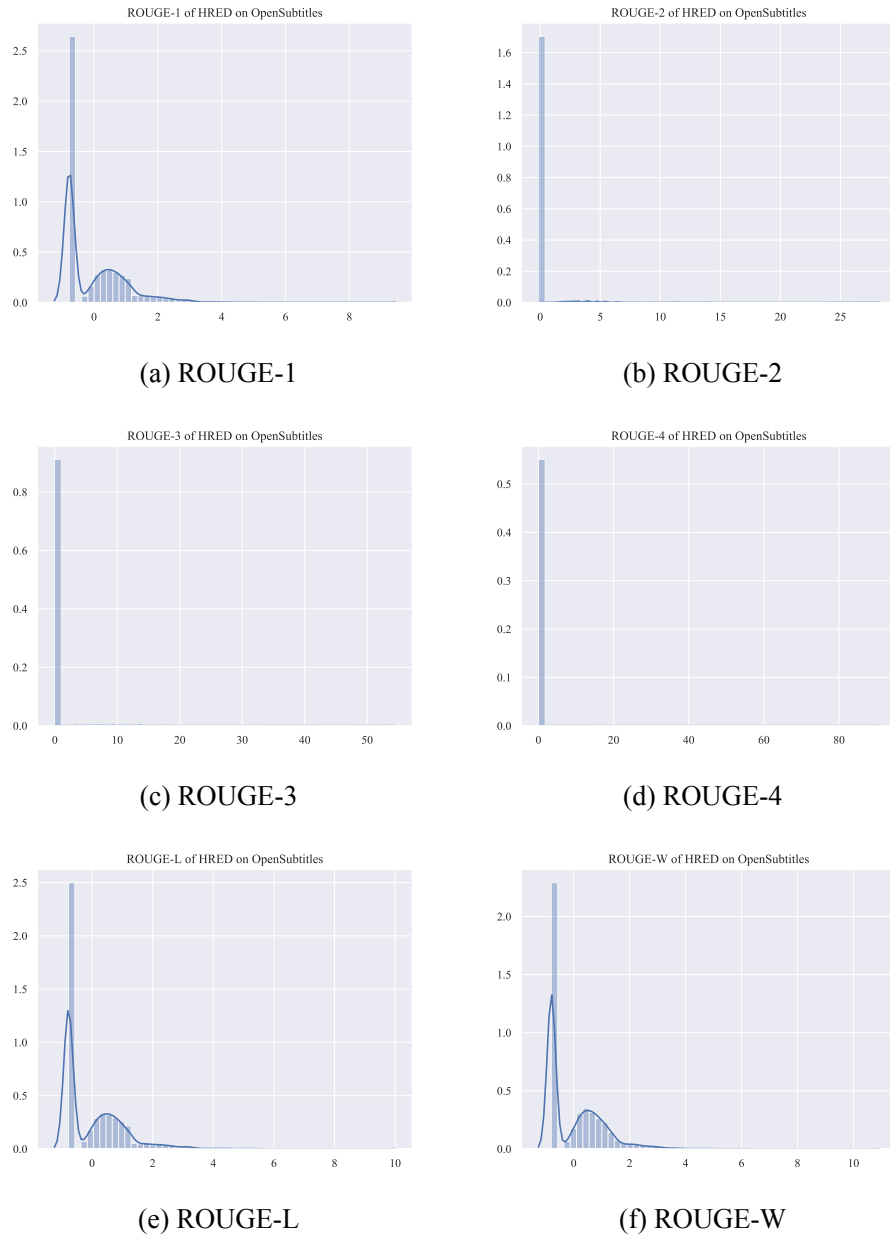 ROUGE-1 of HRED on OpenSubtitles
2.5
2.0
1.5
1.0
0.5
0.0
0 2 4 6 8
(a) ROUGE-1
ROUGE-2 of HRED on OpenSubtitles
1.6
1.4
1.2
1.0
0.8
0.6
0.4
0.2
0.0
0 5 10 15 20 25
(b) ROUGE-2
ROUGE-3 of HRED on OpenSubtitles
0.8
0.6
0.4
0.2
0.0
0 10 20 30 40 50
(c) ROUGE-3
ROUGE-4 of HRED on OpenSubtitles
0.5
0.4
0.3
0.2
0.1
0.0
0 20 40 60 80
(d) ROUGE-4
ROUGE-L of HRED on OpenSubtitles
2.5
2.0
1.5
1.0
0.5
0.0
0 2 4 6 8 10
(e) ROUGE-L
ROUGE-W of HRED on OpenSubtitles
2.0
1.5
1.0
0.5
0.0
0 2 4 6 8 10
(f) ROUGE-W